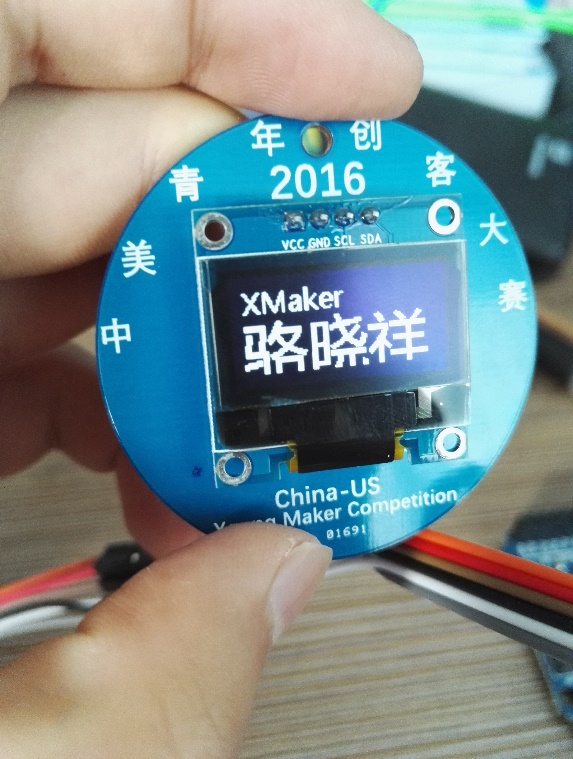 中美青年创客大赛
2016
VCC GND SCL SDA
XMaker
骆晓祥
China-US
Maker Competition
01691